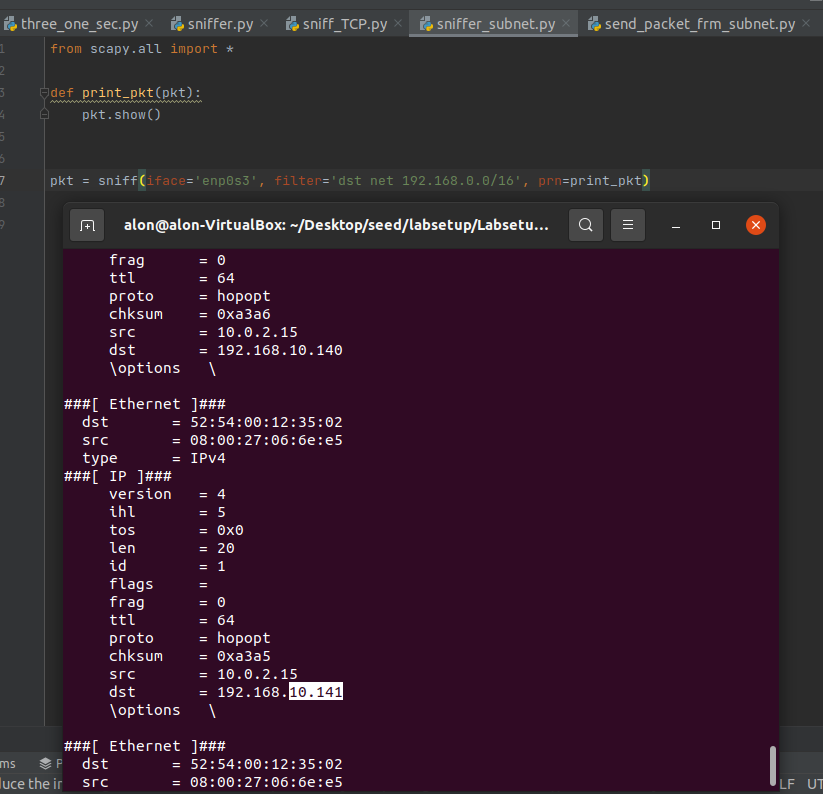 three_one_sec.py × sniffer.py × sniff_TCP.py × sniffer_subnet.py × send_packet_frm_subnet.py ×
1 from scapy.all import *
2
3 def print_pkt(pkt):
4 pkt.show()
5
6
7 pkt = sniff(iface='enp0s3', filter='dst net 192.168.0.0/16', prn=print_pkt)
8
9
alon@alon-VirtualBox: ~/Desktop/seed/labsetup/Labsetu...
frag = 0
ttl = 64
proto = hopopt
chksum = 0xa3a6
src = 10.0.2.15
dst = 192.168.10.140
\options \
###[ Ethernet ]###
dst = 52:54:00:12:35:02
src = 08:00:27:06:6e:e5
type = IPv4
###[ IP ]###
version = 4
ihl = 5
tos = 0x0
len = 20
id = 1
flags =
frag = 0
ttl = 64
proto = hopopt
chksum = 0xa3a5
src = 10.0.2.15
dst = 192.168.10.141
\options \
###[ Ethernet ]###
dst = 52:54:00:12:35:02
src = 08:00:27:06:6e:e5